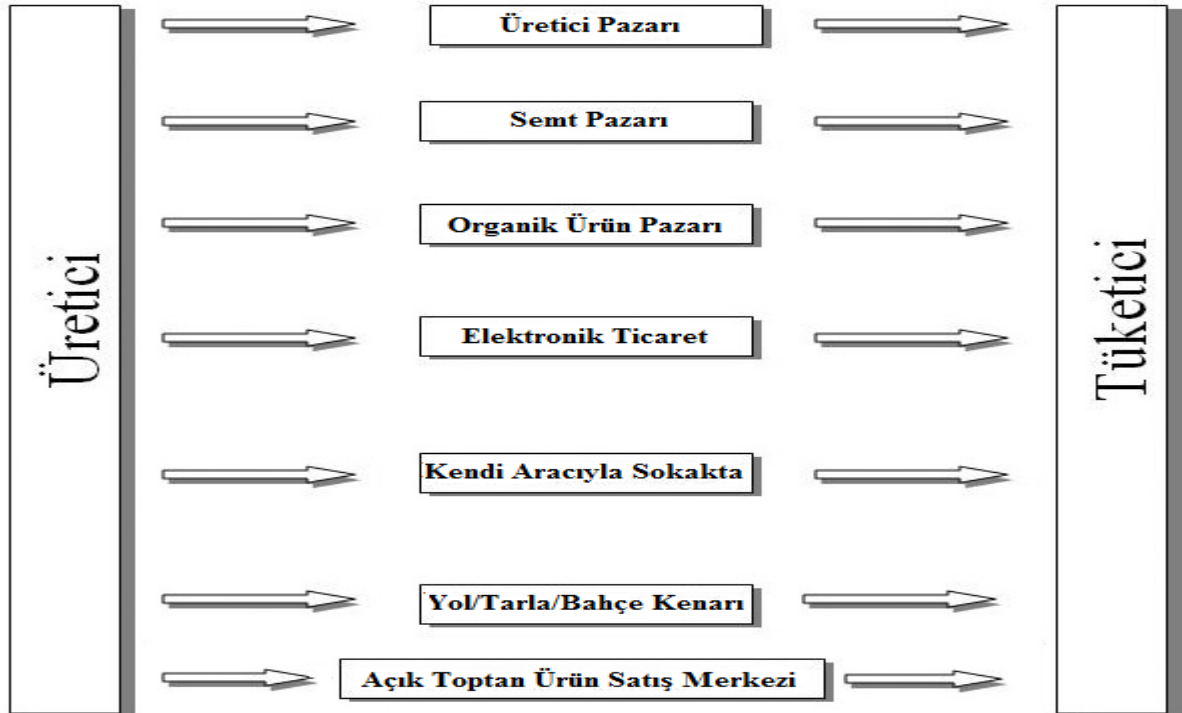 Üretici
Üretici Pazarı
Semt Pazarı
Organik Ürün Pazarı
Elektronik Ticaret
Kendi Aracıyla Sokakta
Yol/Tarla/Bahçe Kenarı
Açık Toptan Ürün Satış Merkezi
Tüketici